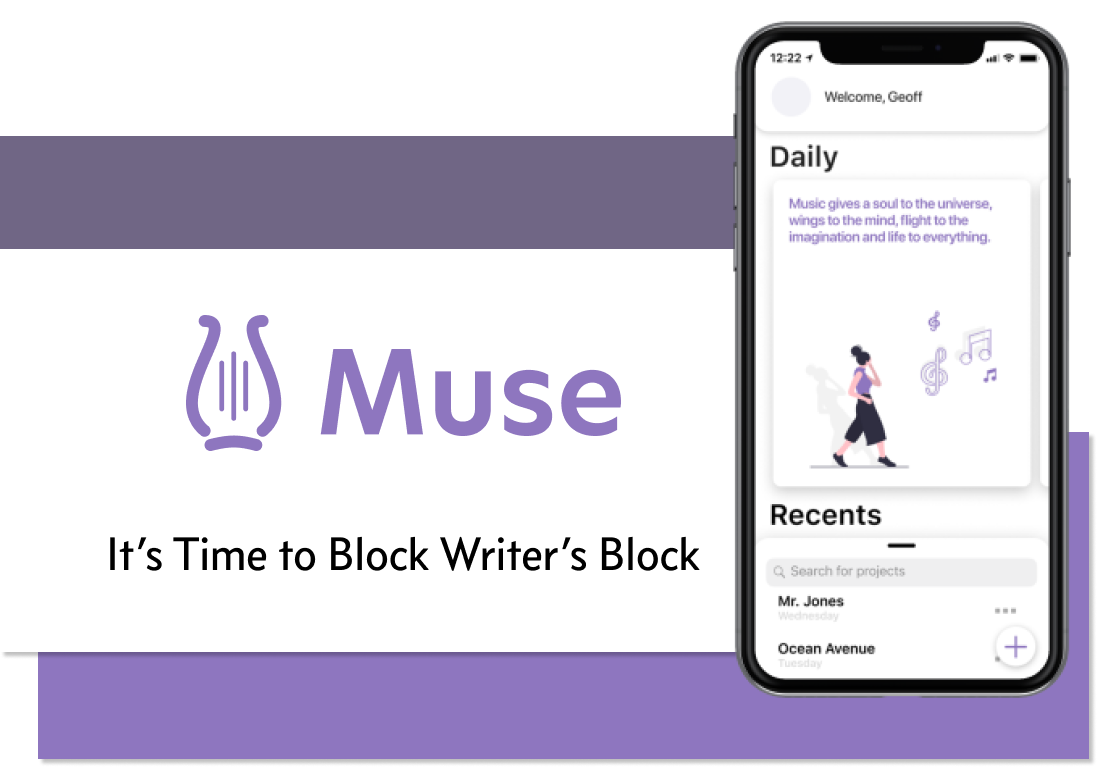 Muse
It’s Time to Block Writer’s Block
12:22
Welcome, Geoff
Daily
Music gives a soul to the universe,
wings to the mind, flight to the
imagination and life to everything.
Recents
Search for projects
Mr. Jones
Wednesday
Ocean Avenue
Tuesday